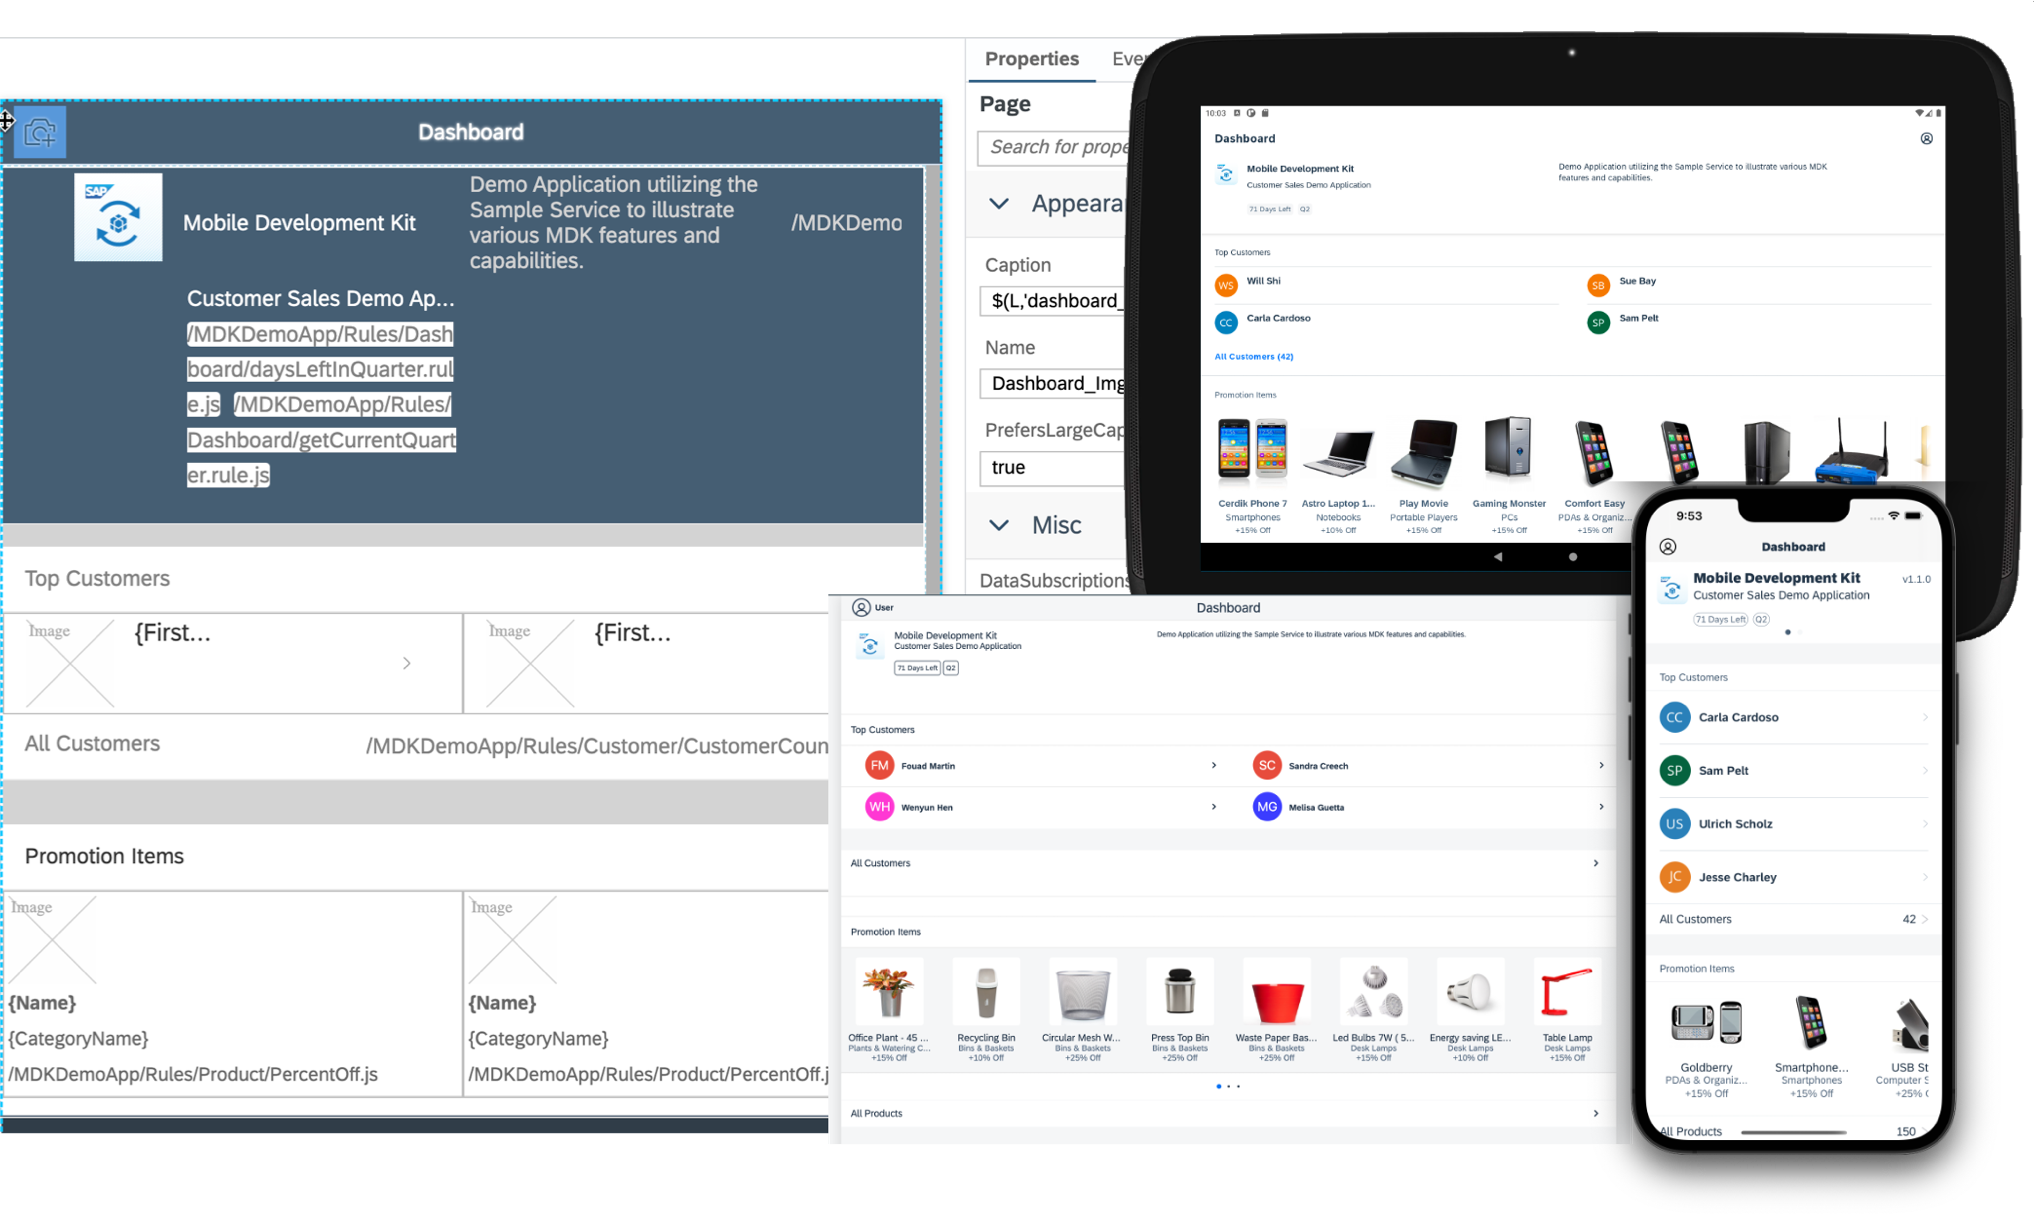 Dashboard
SAP
Mobile Development Kit
Demo Application utilizing the
Sample Service to illustrate
various MDK features and
capabilities.
/MDKDemo
Customer Sales Demo Ap...
/MDKDemoApp/Rules/Dash
board/daysLeftInQuarter.rul
e.js /MDKDemoApp/Rules/
Dashboard/getCurrentQuart
er.rule.js
Top Customers
Image
{First...
Image
{First...
All Customers
/MDKDemoApp/Rules/Customer/CustomerCoun
Promotion Items
Image
{Name}
{CategoryName}
/MDKDemoApp/Rules/Product/PercentOff.js
Image
{Name}
{CategoryName}
/MDKDemoApp/Rules/Product/PercentOff.j
Properties
Eve
Page
Search for prope
Appeara
Caption
$(L,'dashboard_
Name
Dashboard_Img
PrefersLargeCap
true
Misc
DataSubscriptions
10:03
Dashboard
Mobile Development Kit
Customer Sales Demo Application
71 Days Left Q2
Demo Application utilizing the Sample Service to illustrate various MDK
features and capabilities.
Top Customers
WS Will Shi
SB Sue Bay
CC Carla Cardoso
SP Sam Pelt
All Customers (42)
Promotion Items
Cerdik Phone 7
Smartphones
+15% Off
Astro Laptop 1...
Notebooks
+10% Off
Play Movie
Portable Players
+15% Off
Gaming Monster
PCs
+15% Off
Comfort Easy
PDAs & Organiz...
+15% Off
User
Dashboard
Mobile Development Kit
Customer Sales Demo Application
71 Days Left Q2
Demo Application utilizing the Sample Service to illustrate various MDK features and capabilities.
Top Customers
FM Fouad Martin
SC Sandra Creech
WH Wenyun Hen
MG Melisa Guetta
All Customers
Promotion Items
Office Plant - 45 ...
Plants & Watering C...
+15% Off
Recycling Bin
Bins & Baskets
+10% Off
Circular Mesh W...
Bins & Baskets
+25% Off
Press Top Bin
Bins & Baskets
+25% Off
Waste Paper Bas...
Bins & Baskets
+25% Off
Led Bulbs 7W ( 5...
Desk Lamps
+15% Off
Energy saving LE...
Desk Lamps
+10% Off
Table Lamp
Desk Lamps
+15% Off
All Products
9:53
Dashboard
Mobile Development Kit
v1.1.0
Customer Sales Demo Application
71 Days Left Q2
Top Customers
CC Carla Cardoso
SP Sam Pelt
US Ulrich Scholz
JC Jesse Charley
All Customers 42
Promotion Items
Goldberry
PDAs & Organiz...
+15% Off
Smartphone...
Smartphones
+15% Off
USB St
Computer S
+25%
All Products 150